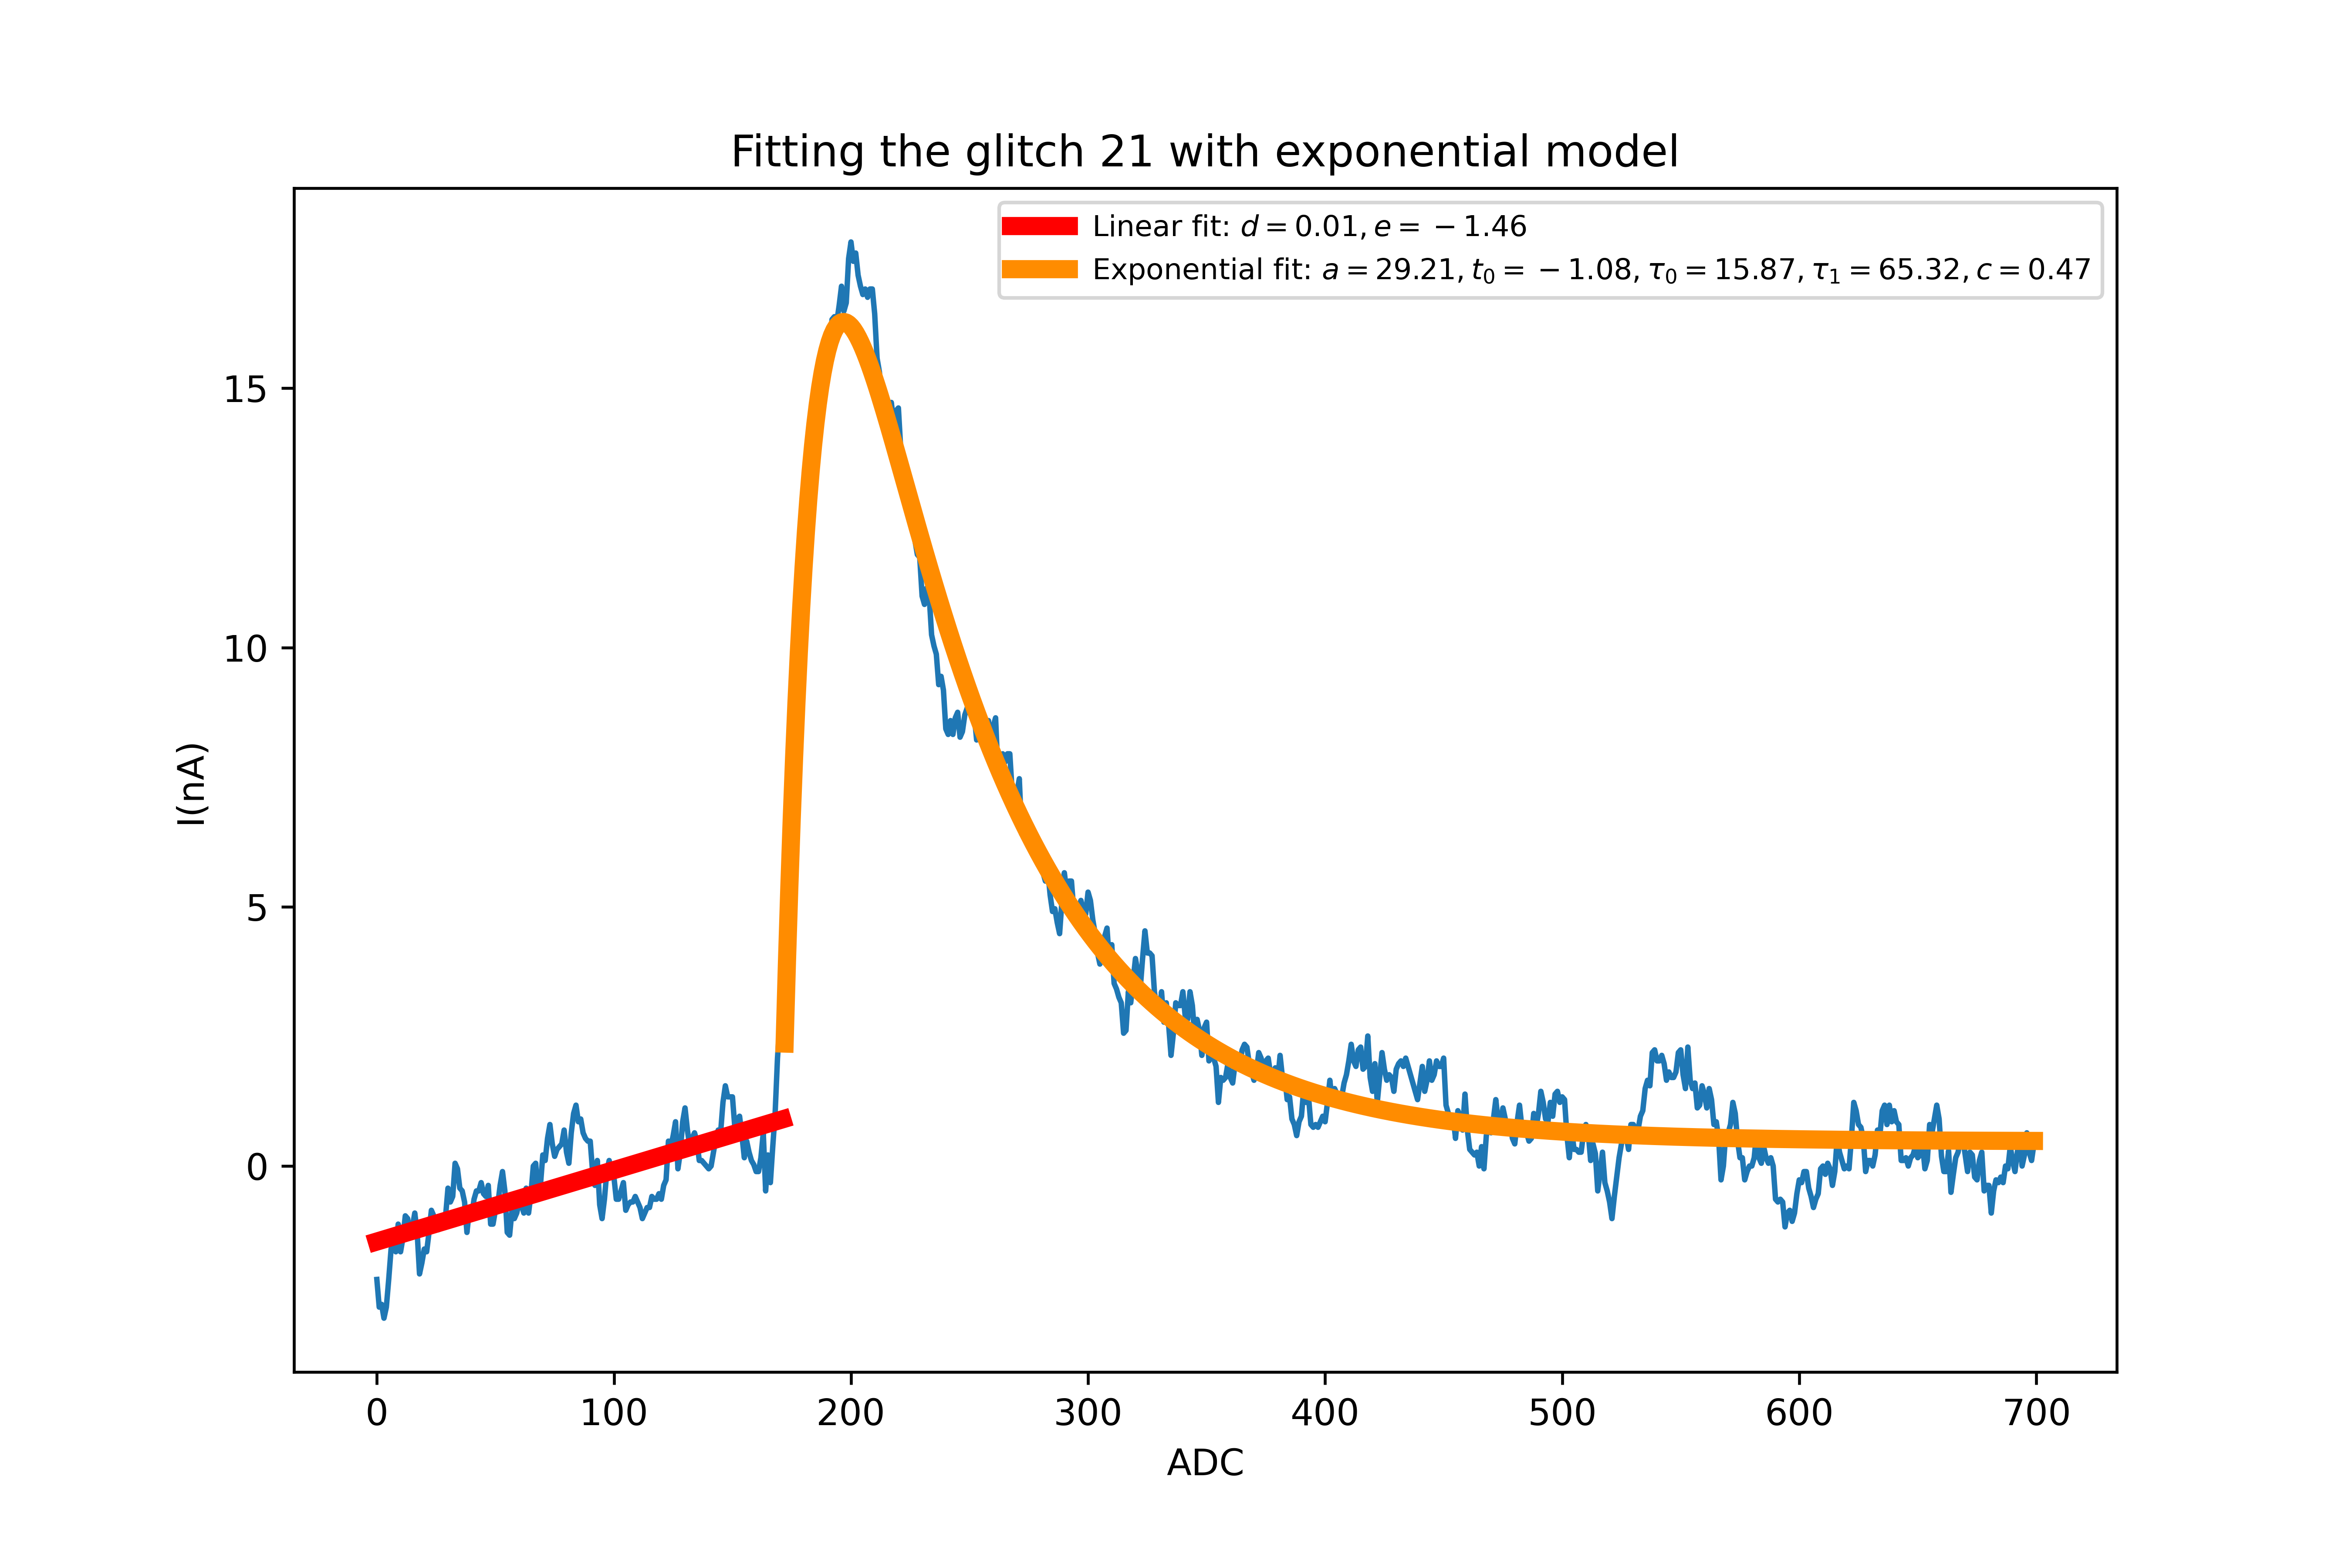 Fitting the glitch 21 with exponential model
Linear fit: d = 0.01, e = −1.46
Exponential fit: a = 29.21, t₀ = −1.08, τ₀ = 15.87, τ₁ = 65.32, c = 0.47
15
10
5
0
I(nA)
0 100 200 300 400 500 600 700
ADC